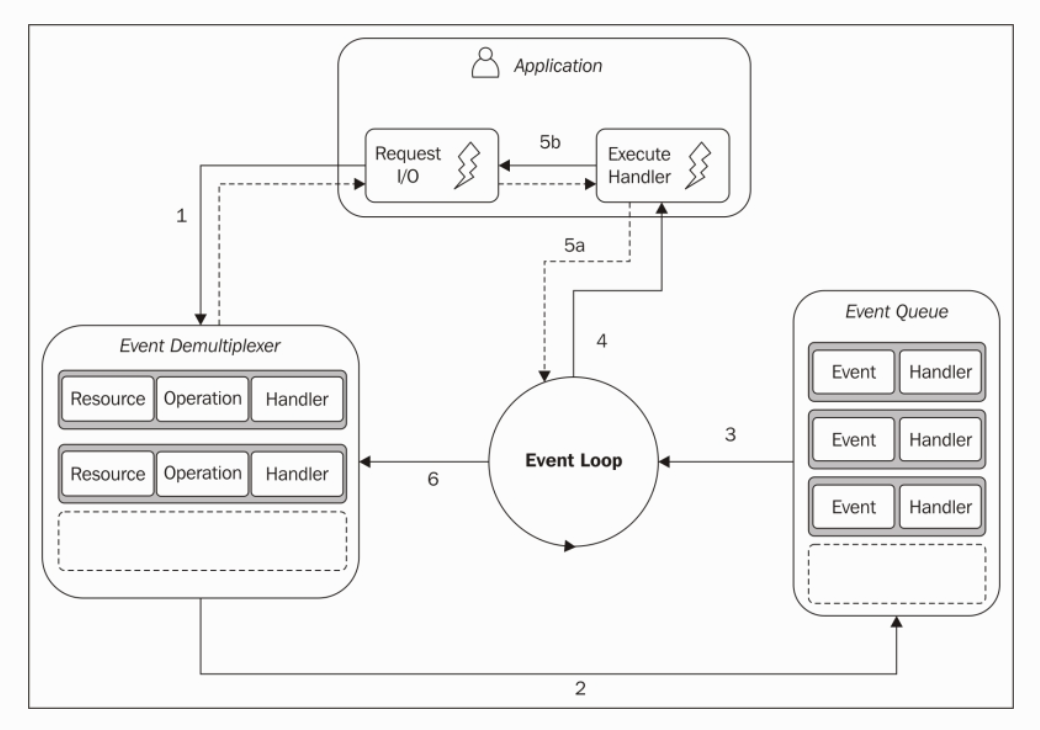 Application
Request
I/O
5b
Execute
Handler
1
5a
4
Event Demultiplexer
Resource Operation Handler
Resource Operation Handler
6
Event Loop
3
Event Queue
Event Handler
Event Handler
Event Handler
2